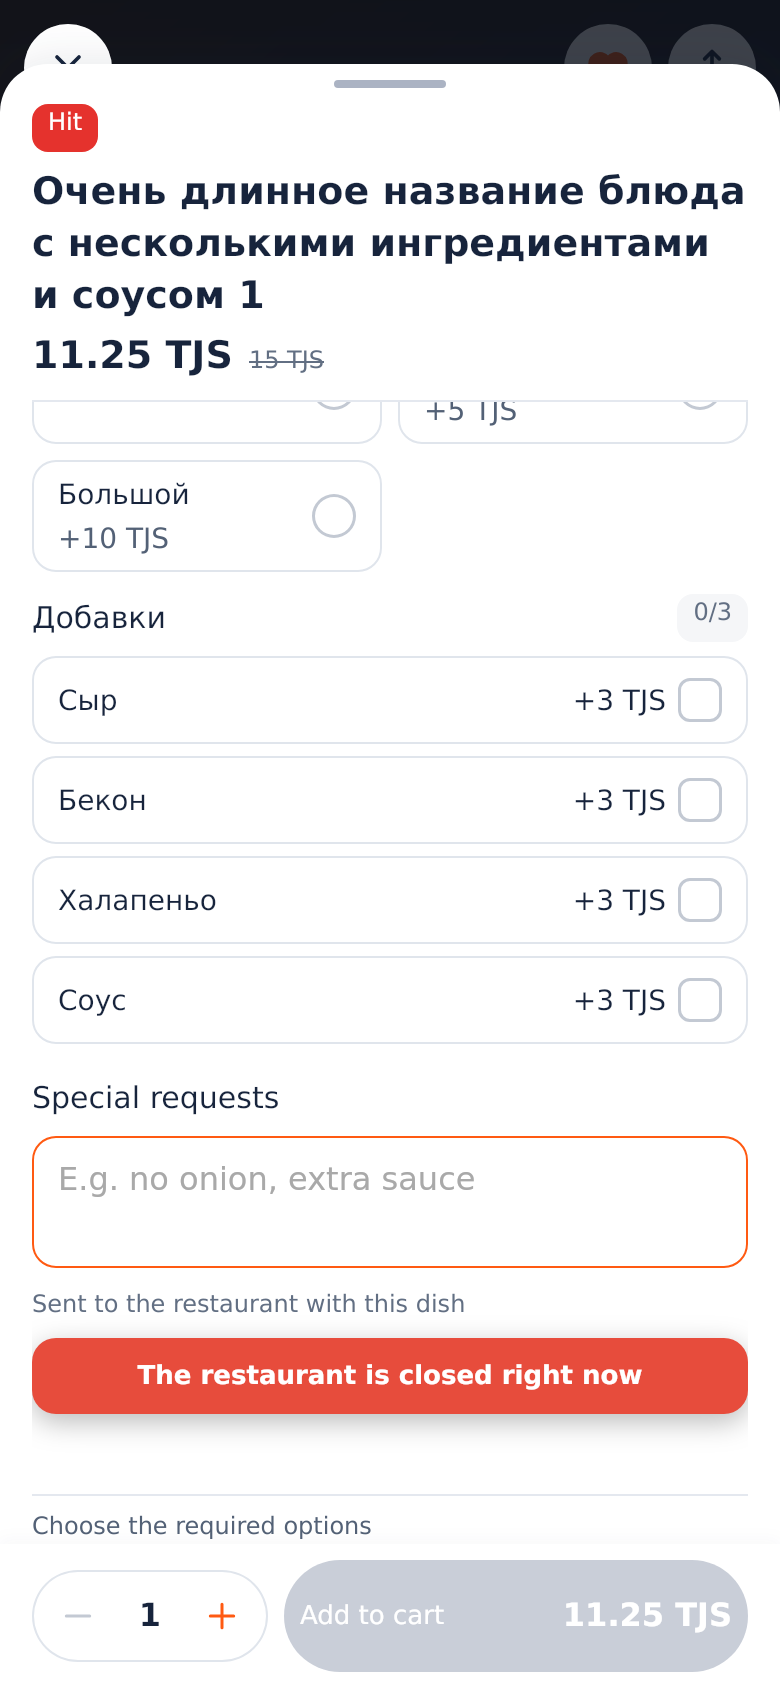 Hit
Очень длинное название блюда
с несколькими ингредиентами
и соусом 1
11.25 TJS 15 TJS
+5 TJS
Большой
+10 TJS
Добавки 0/3
Сыр +3 TJS
Бекон +3 TJS
Халапеньо +3 TJS
Соус +3 TJS
Special requests
E.g. no onion, extra sauce
Sent to the restaurant with this dish
The restaurant is closed right now
Choose the required options
1 Add to cart 11.25 TJS